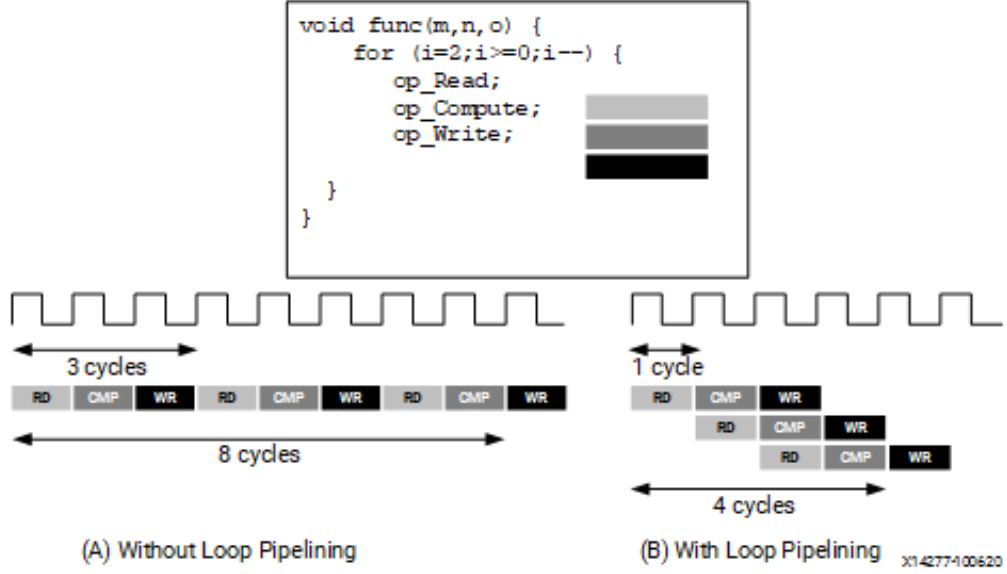 void func(m,n,o) {
for (i=2;i>=0;i--) {
op_Read;
op_Compute;
op_Write;
}
}
3 cycles
1 cycle
RD CMP WR RD CMP WR RD CMP WR
RD CMP WR
RD CMP WR
RD CMP WR
8 cycles
4 cycles
(A) Without Loop Pipelining
(B) With Loop Pipelining
X14277-100620